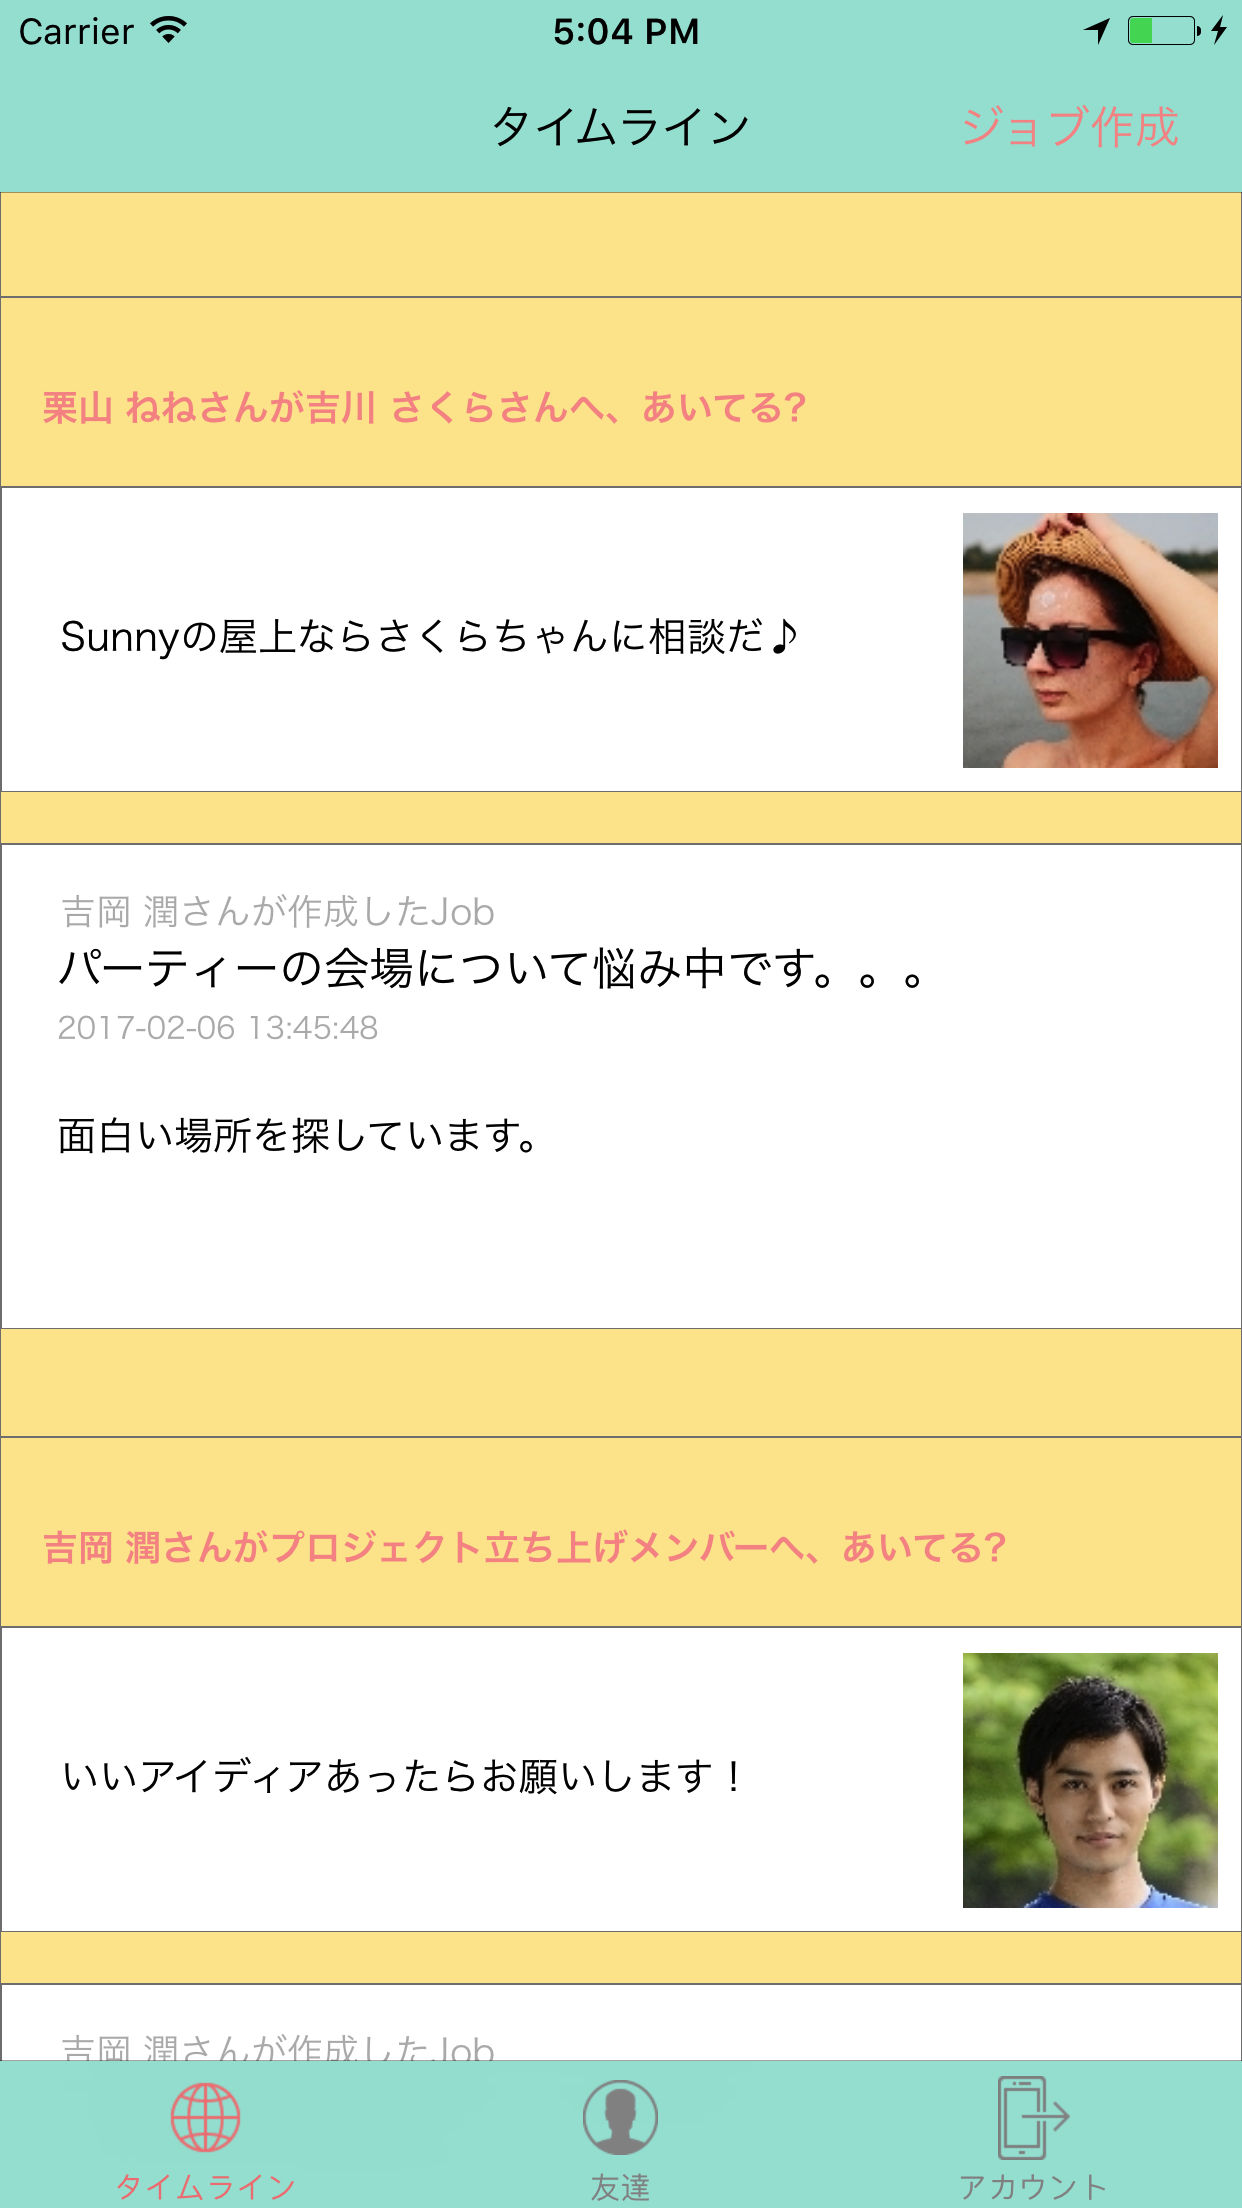 Carrier 5:04 PM
タイムライン ジョブ作成
栗山 ねねさんが吉川 さくらさんへ、あいてる?
Sunnyの屋上ならさくらちゃんに相談だ♪
吉岡 潤さんが作成したJob
パーティーの会場について悩み中です。。。
2017-02-06 13:45:48
面白い場所を探しています。
吉岡 潤さんがプロジェクト立ち上げメンバーへ、あいてる?
いいアイディアあったらお願いします！
吉岡 潤さんが作成したJob
タイムライン 友達 アカウント